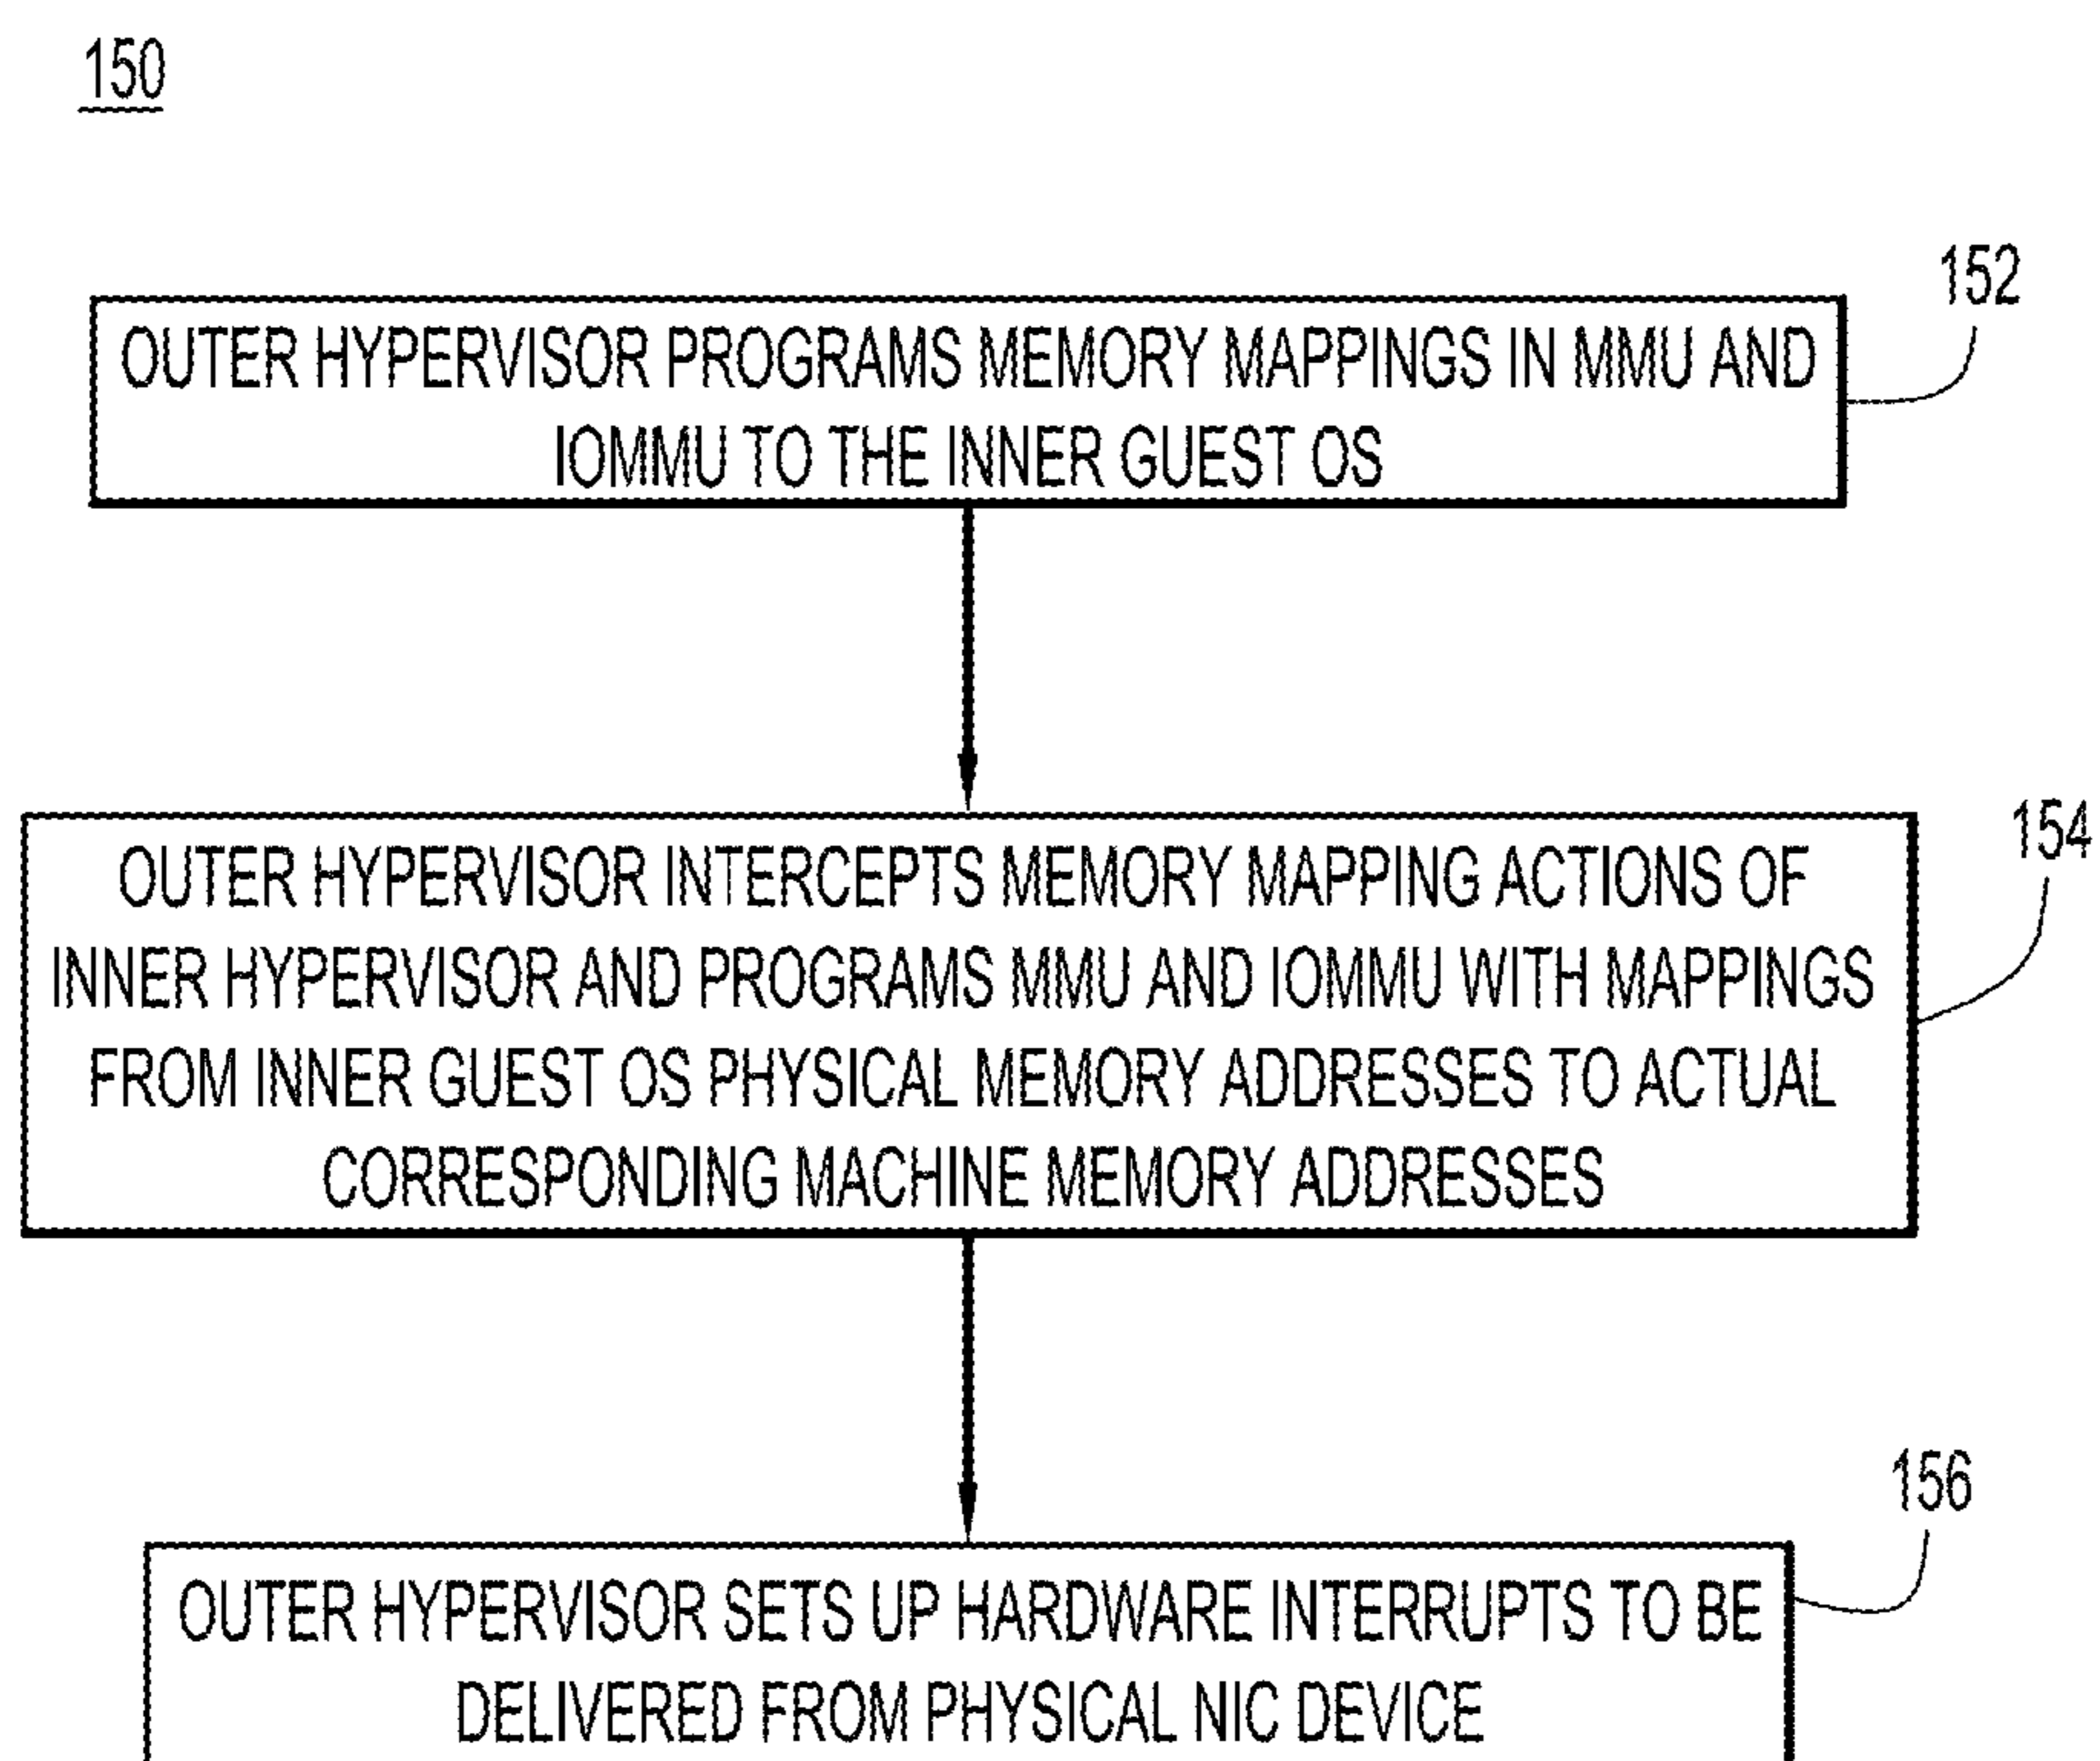 150
152
OUTER HYPERVISOR PROGRAMS MEMORY MAPPINGS IN MMU AND
IOMMU TO THE INNER GUEST OS
154
OUTER HYPERVISOR INTERCEPTS MEMORY MAPPING ACTIONS OF
INNER HYPERVISOR AND PROGRAMS MMU AND IOMMU WITH MAPPINGS
FROM INNER GUEST OS PHYSICAL MEMORY ADDRESSES TO ACTUAL
CORRESPONDING MACHINE MEMORY ADDRESSES
156
OUTER HYPERVISOR SETS UP HARDWARE INTERRUPTS TO BE
DELIVERED FROM PHYSICAL NIC DEVICE